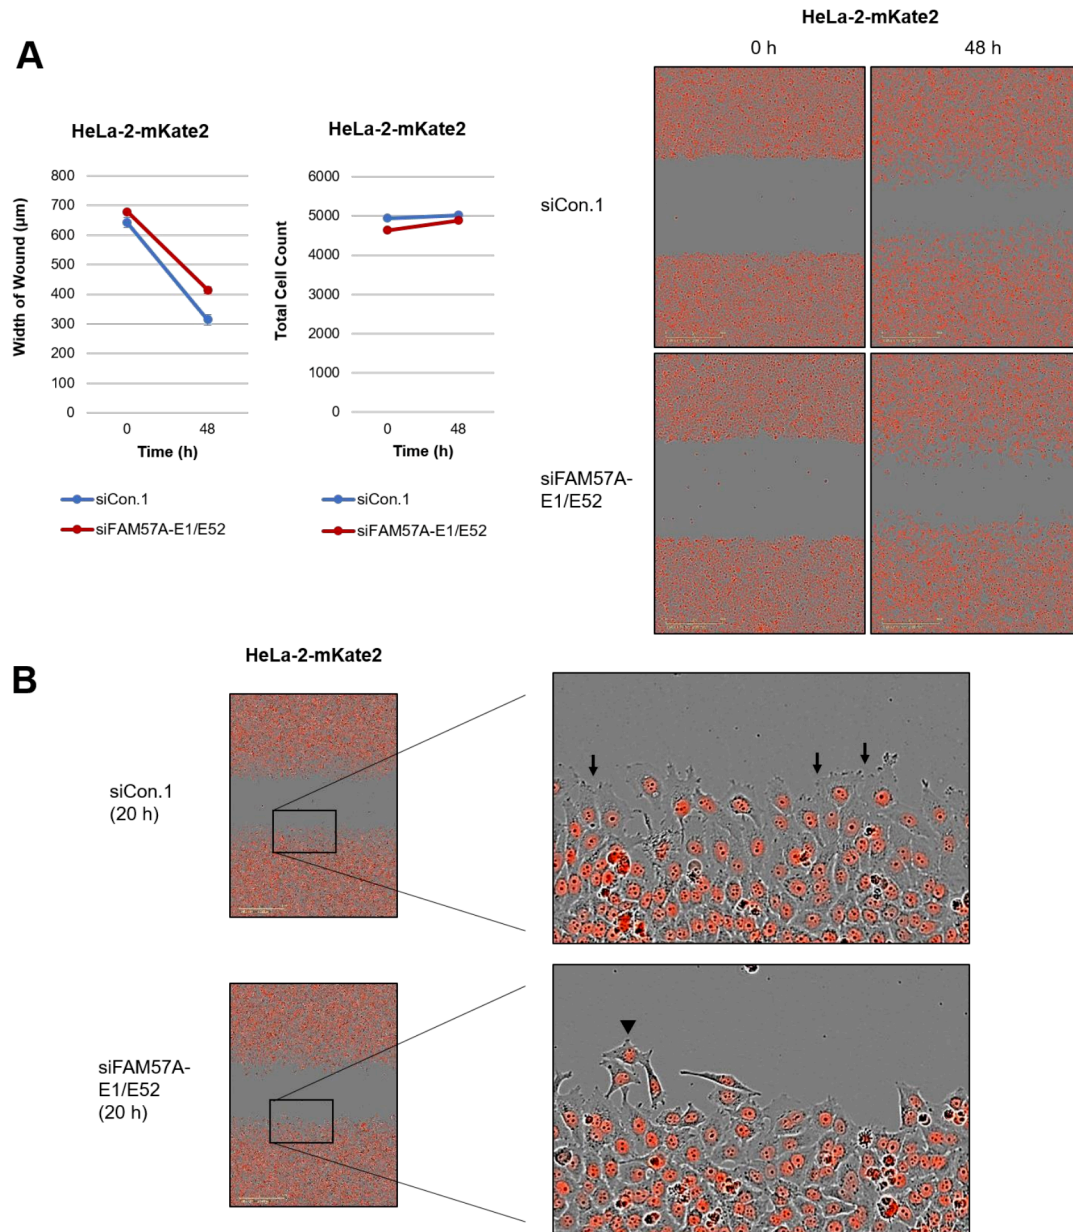 A
HeLa-2-mKate2
0 h
48 h
HeLa-2-mKate2
Width of Wound (µm)
800
700
600
500
400
300
200
100
0
0
48
Time (h)
siCon.1
siFAM57A-E1/E52
HeLa-2-mKate2
Total Cell Count
6000
5000
4000
3000
2000
1000
0
0
48
Time (h)
siCon.1
siFAM57A-E1/E52
siCon.1
siFAM57A-
E1/E52
B
HeLa-2-mKate2
siCon.1
(20 h)
siFAM57A-
E1/E52
(20 h)